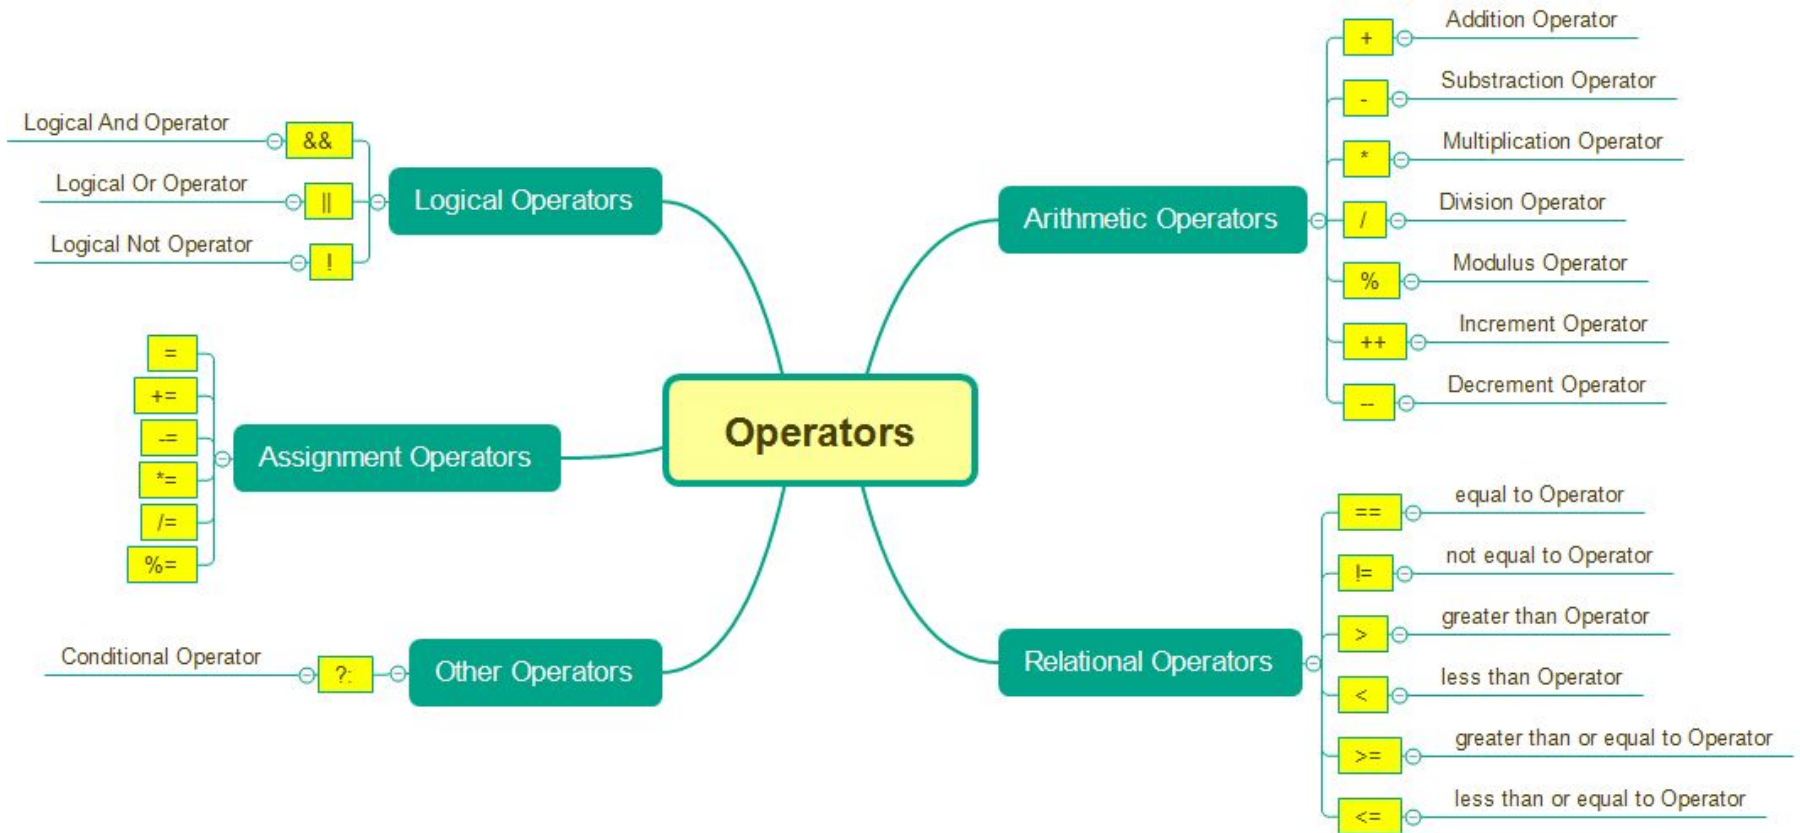 Operators
Logical Operators
&&
Logical And Operator
||
Logical Or Operator
!
Logical Not Operator
Assignment Operators
=
+=
-=
*=
/=
%=
Other Operators
?:
Conditional Operator
Arithmetic Operators
+
Addition Operator
-
Substraction Operator
*
Multiplication Operator
/
Division Operator
%
Modulus Operator
++
Increment Operator
--
Decrement Operator
Relational Operators
==
equal to Operator
!=
not equal to Operator
>
greater than Operator
<
less than Operator
>=
greater than or equal to Operator
<=
less than or equal to Operator